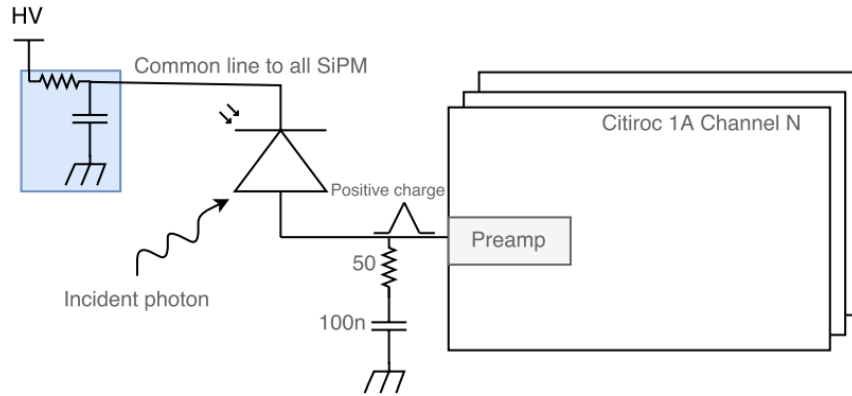 HV
Common line to all SiPM
Citiroc 1A Channel N
Positive charge
Preamp
50
Incident photon
100n